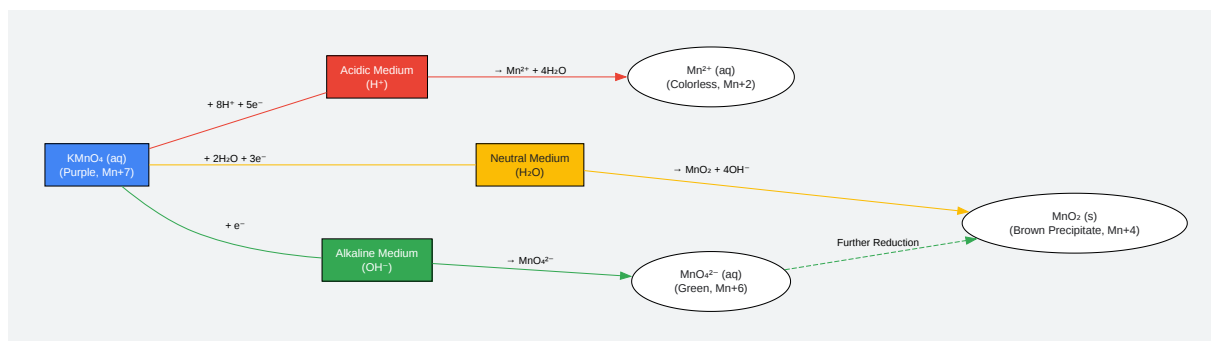 Acidic Medium
(H⁺)
→ Mn²⁺ + 4H₂O
Mn²⁺ (aq)
(Colorless, Mn+2)
+ 8H⁺ + 5e⁻
KMnO₄ (aq)
(Purple, Mn+7)
+ 2H₂O + 3e⁻
Neutral Medium
(H₂O)
→ MnO₂ + 4OH⁻
MnO₂ (s)
(Brown Precipitate, Mn+4)
+ e⁻
Alkaline Medium
(OH⁻)
→ MnO₄²⁻
MnO₄²⁻ (aq)
(Green, Mn+6)
Further Reduction